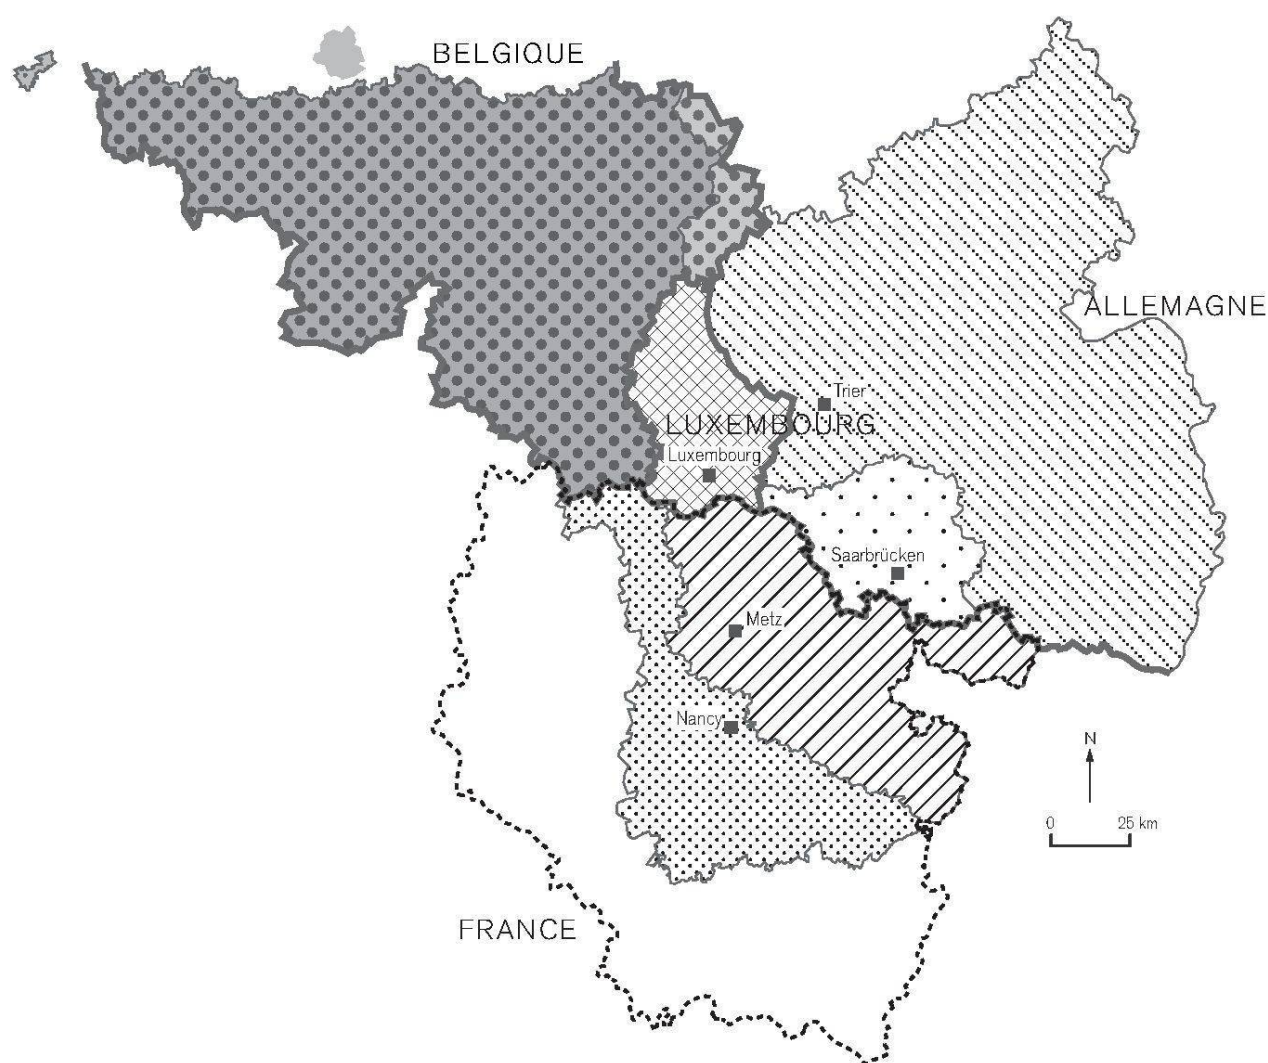 BELGIQUE
ALLEMAGNE
Trier
LUXEMBOURG
Luxembourg
Saarbrücken
Metz
Nancy
N
0 25 km
FRANCE